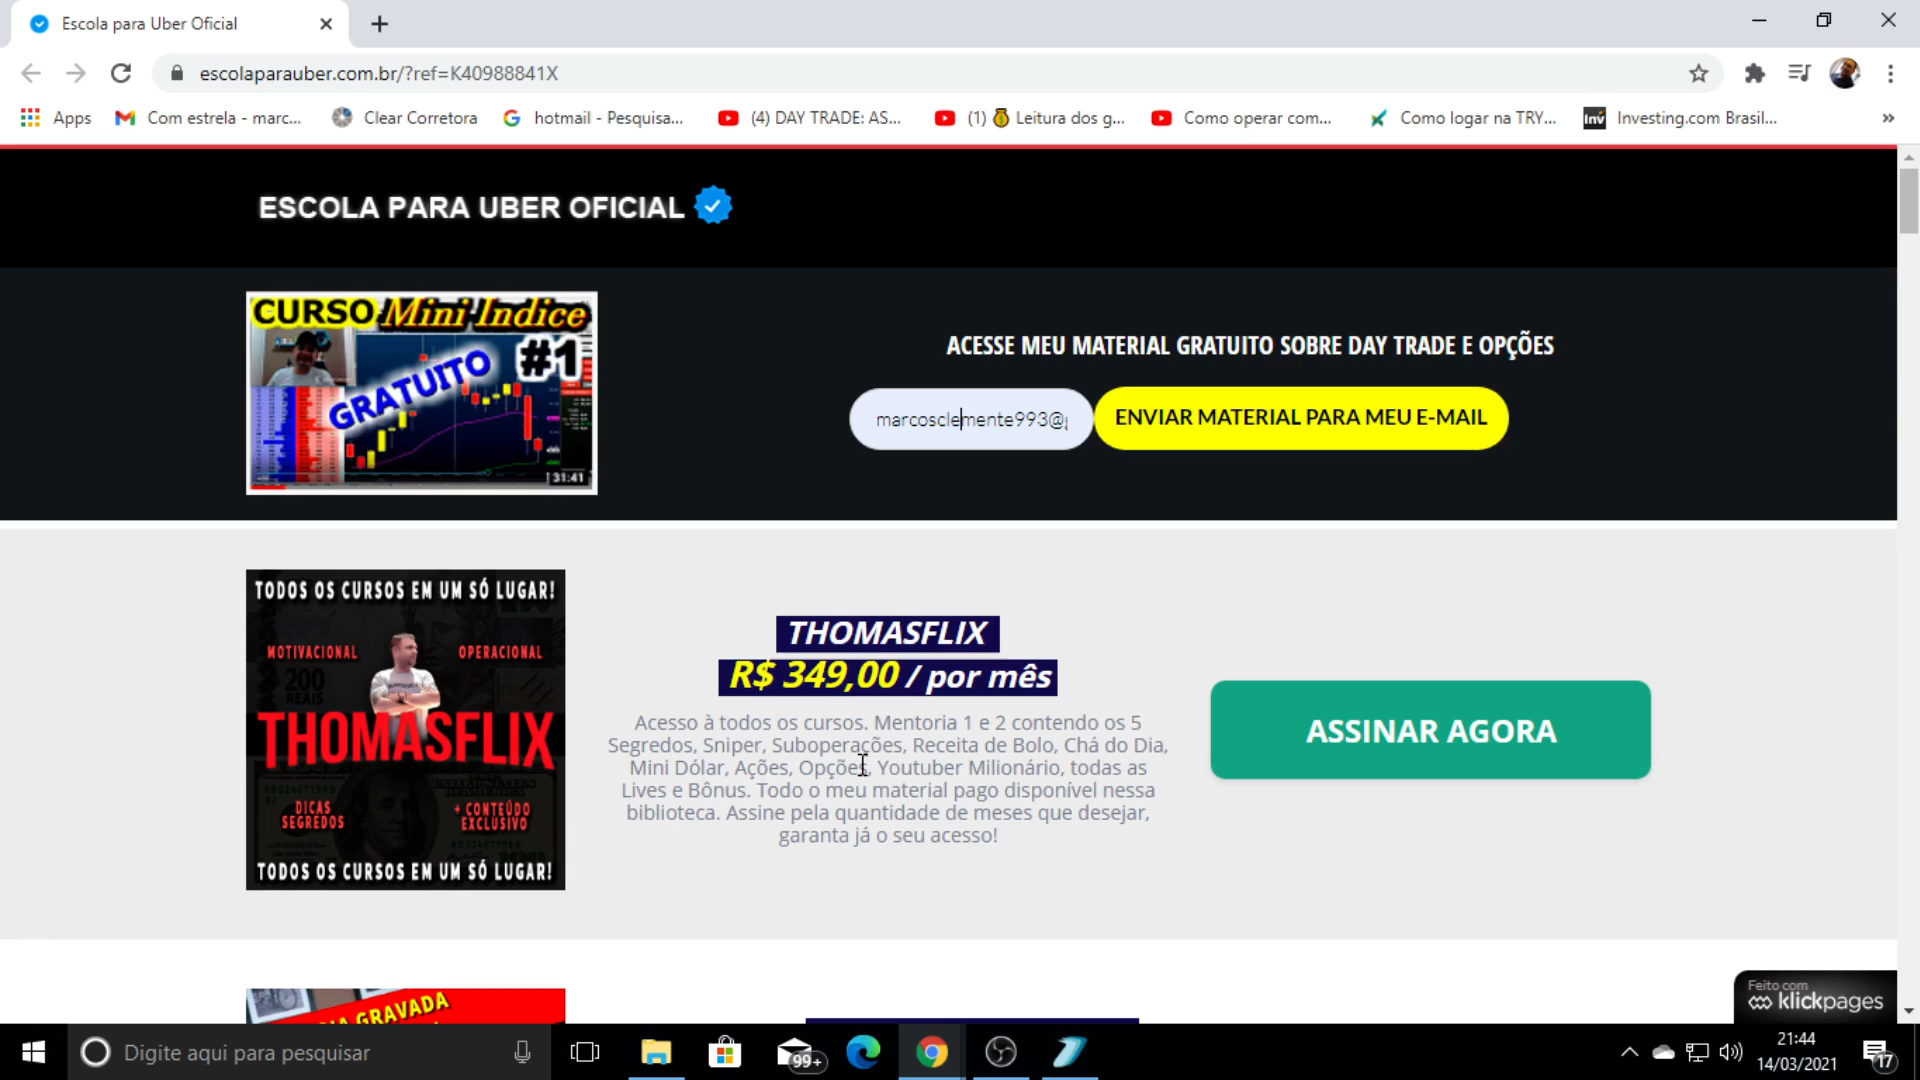 Escola para Uber Oficial
escolaparauber.com.br/?ref=K40988841X
Apps
Com estrela - marc...
Clear Corretora
hotmail - Pesquisa...
(4) DAY TRADE: AS...
(1) 💰 Leitura dos g...
Como operar com...
Como logar na TRY...
Inv
Investing.com Brasil...
»
ESCOLA PARA UBER OFICIAL
CURSO Mini Indice
GRATUITO
#1
31:41
ACESSE MEU MATERIAL GRATUITO SOBRE DAY TRADE E OPÇÕES
marcosclemente993@g
ENVIAR MATERIAL PARA MEU E-MAIL
TODOS OS CURSOS EM UM SÓ LUGAR!
MOTIVACIONAL
OPERACIONAL
200
REAIS
THOMASFLIX
DICAS
SEGREDOS
+ CONTEÚDO
EXCLUSIVO
TODOS OS CURSOS EM UM SÓ LUGAR!
THOMASFLIX
R$ 349,00 / por mês
Acesso à todos os cursos. Mentoria 1 e 2 contendo os 5
Segredos, Sniper, Suboperações, Receita de Bolo, Chá do Dia,
Mini Dólar, Ações, Opções, Youtuber Milionário, todas as
Lives e Bônus. Todo o meu material pago disponível nessa
biblioteca. Assine pela quantidade de meses que desejar,
garanta já o seu acesso!
ASSINAR AGORA
GRAVADA
Feito com
klickpages
Digite aqui para pesquisar
99+
21:44
14/03/2021
17